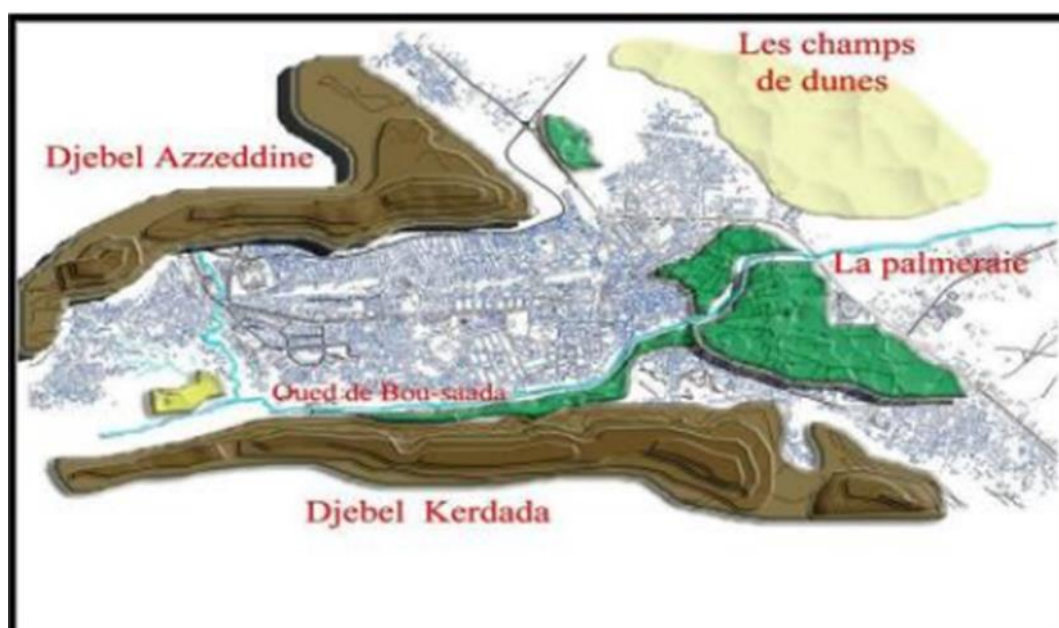 Les champs
de dunes
Djebel Azzeddine
La palmeraie
Oued de Bou-saada
Djebel Kerdada